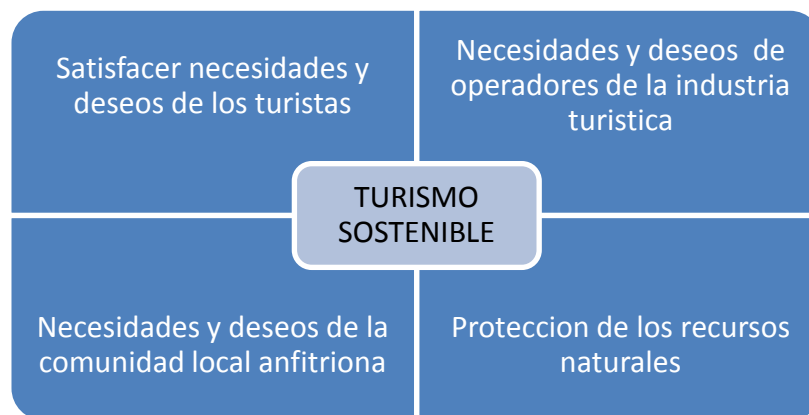 Satisfacer necesidades y
deseos de los turistas
Necesidades y deseos de
operadores de la industria
turistica
TURISMO
SOSTENIBLE
Necesidades y deseos de la
comunidad local anfitriona
Proteccion de los recursos
naturales